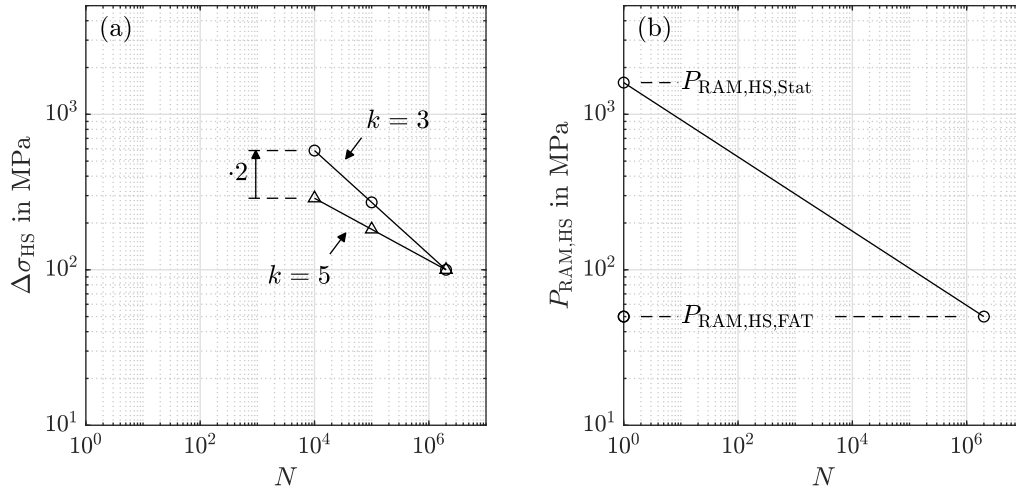 (a)
10^3
10^2
10^1
10^0
10^2
10^4
10^6
Δσ_HS in MPa
N
k = 3
·2
k = 5
(b)
10^3
10^2
10^1
10^0
10^2
10^4
10^6
P_RAM,HS in MPa
N
P_RAM,HS,Stat
P_RAM,HS,FAT